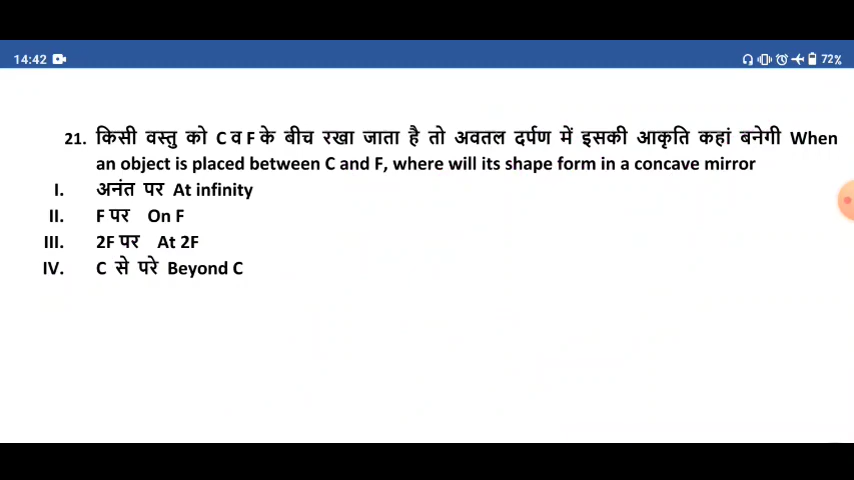 14:42
72%
21. किसी वस्तु को C व F के बीच रखा जाता है तो अवतल दर्पण में इसकी आकृति कहां बनेगी When
an object is placed between C and F, where will its shape form in a concave mirror
I. अनंत पर At infinity
II. F पर On F
III. 2F पर At 2F
IV. C से परे Beyond C